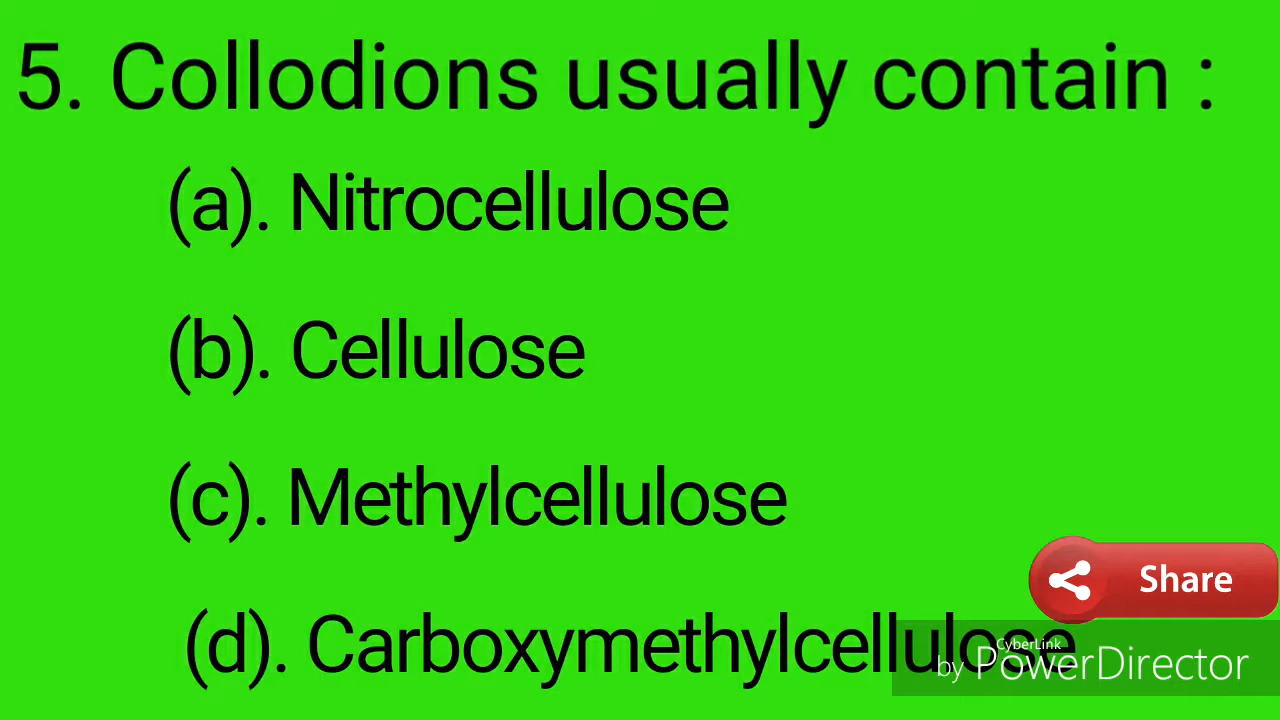 5. Collodions usually contain :
(a). Nitrocellulose
(b). Cellulose
(c). Methylcellulose
Share
(d). Carboxymethylcellulose
CyberLink
by PowerDirector